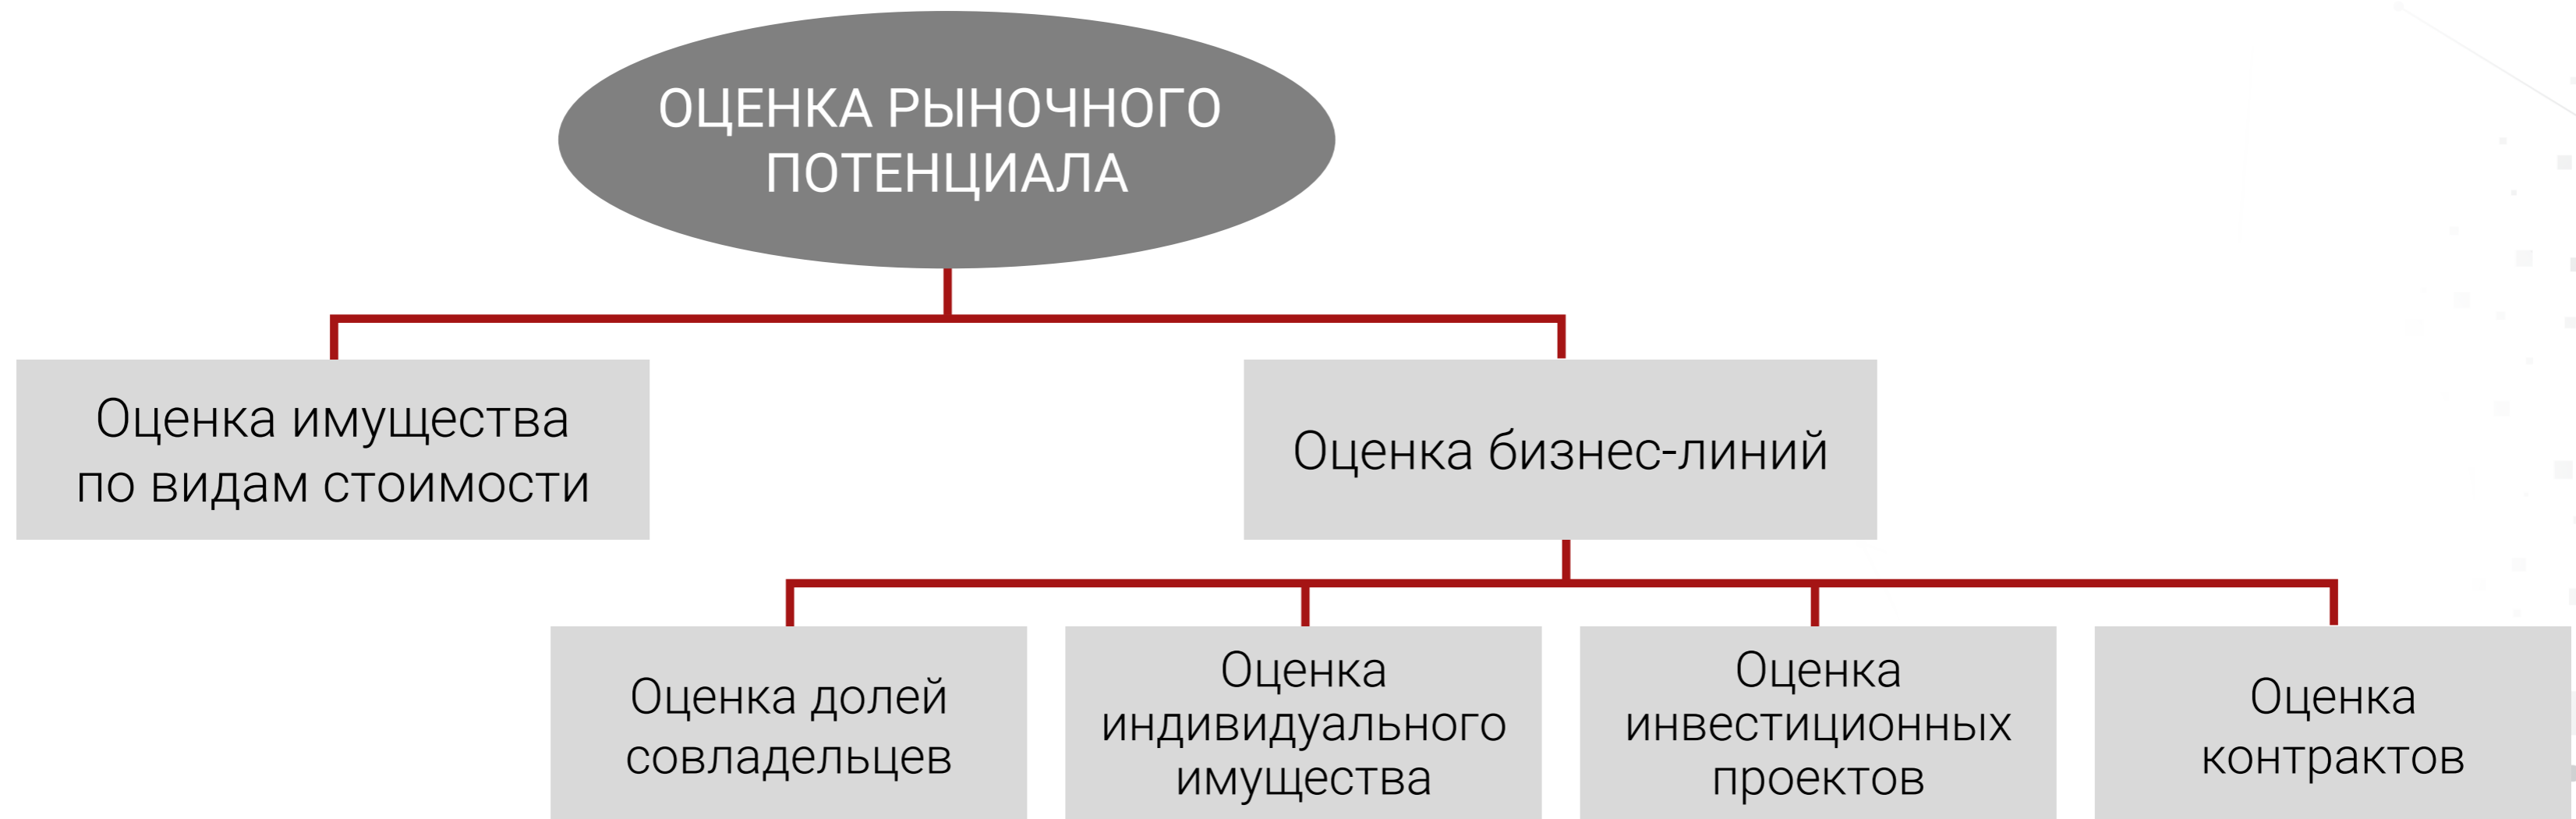 ОЦЕНКА РЫНОЧНОГО
ПОТЕНЦИАЛА
Оценка имущества
по видам стоимости
Оценка бизнес-линий
Оценка долей
совладельцев
Оценка
индивидуального
имущества
Оценка
инвестиционных
проектов
Оценка
контрактов